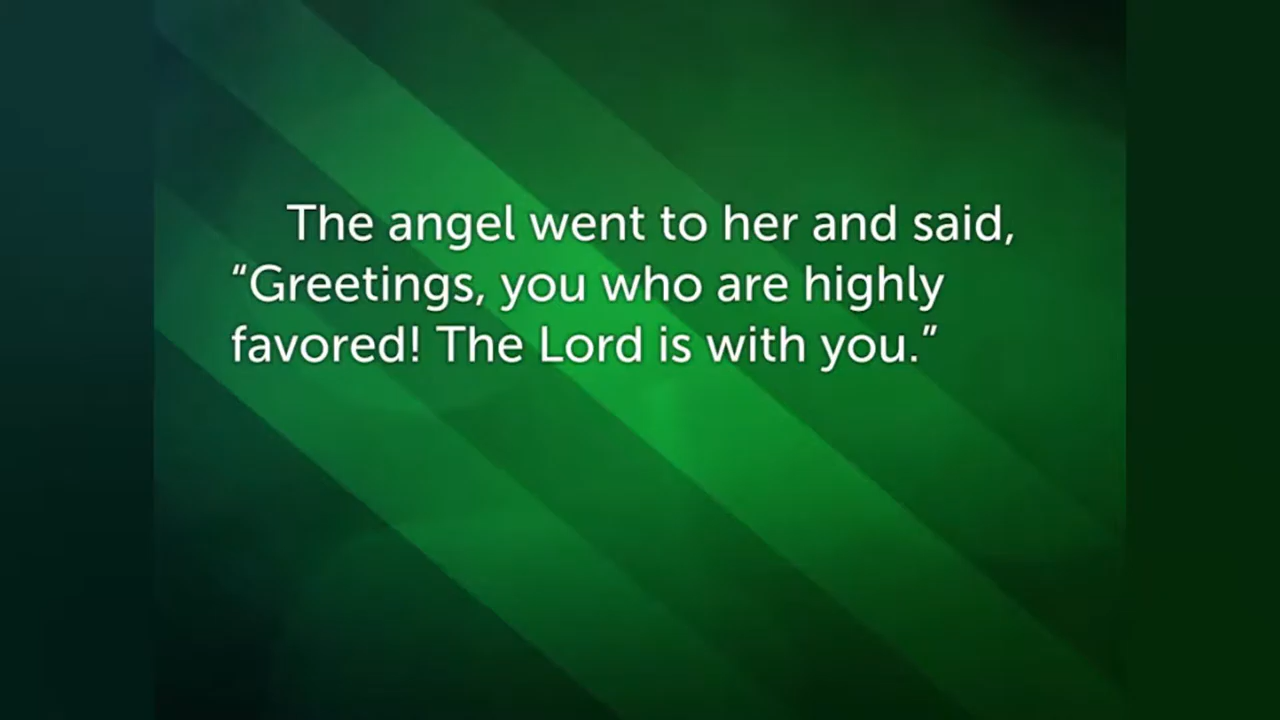 The angel went to her and said,
“Greetings, you who are highly
favored! The Lord is with you.”